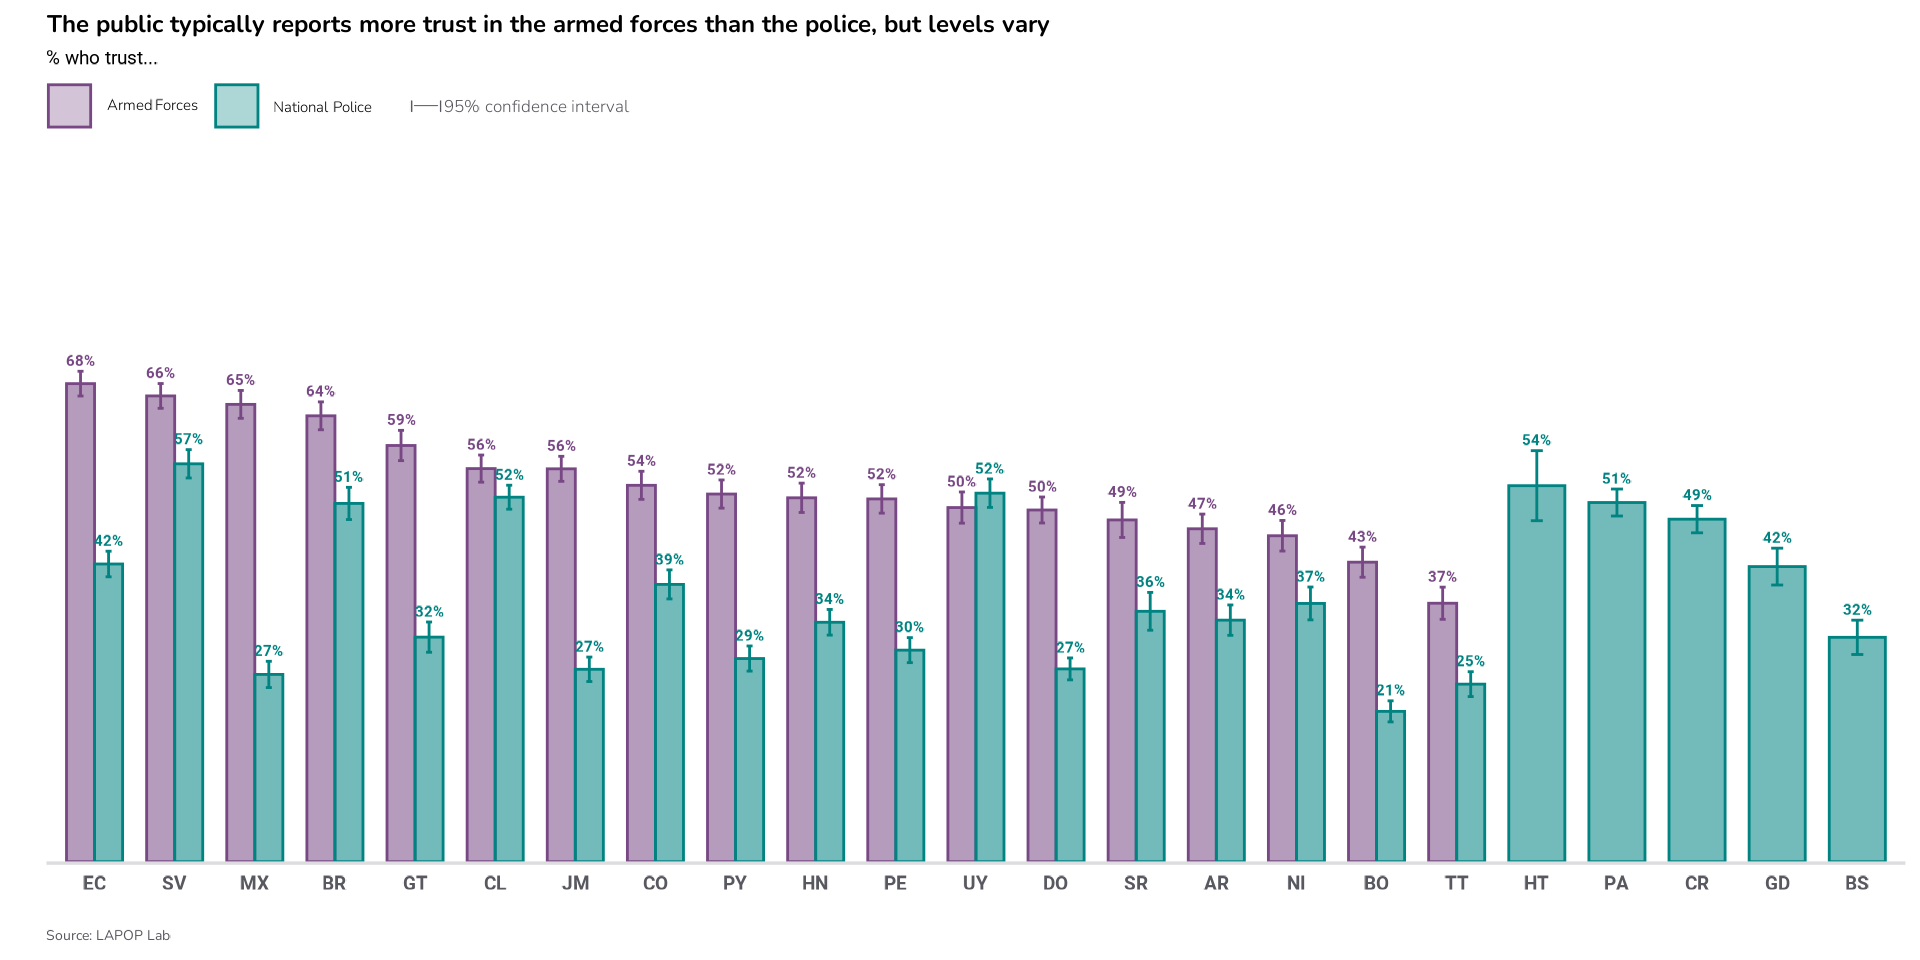 The public typically reports more trust in the armed forces than the police, but levels vary
% who trust...
Armed Forces National Police 95% confidence interval
68% 42% 66% 57% 65% 27% 64% 51% 59% 32% 56% 52% 56% 27% 54% 39% 52% 29% 52% 34% 52% 30% 50% 52% 50% 27% 49% 36% 47% 34% 46% 37% 43% 21% 37% 25% 54% 51% 49% 42% 32%
EC SV MX BR GT CL JM CO PY HN PE UY DO SR AR NI BO TT HT PA CR GD BS
Source: LAPOP Lab